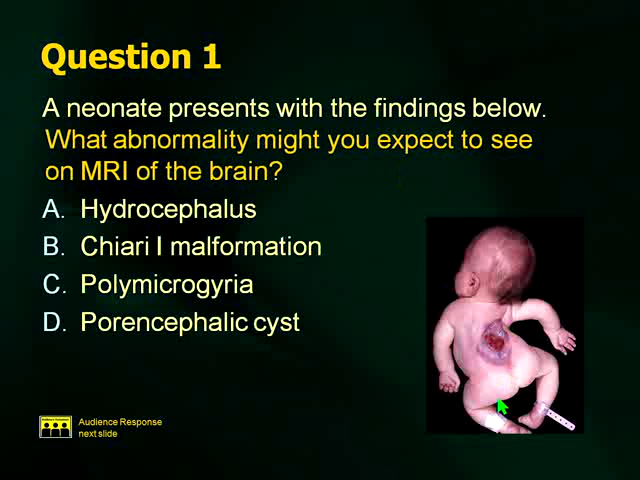 Question 1
A neonate presents with the findings below.
What abnormality might you expect to see
on MRI of the brain?
A. Hydrocephalus
B. Chiari I malformation
C. Polymicrogyria
D. Porencephalic cyst
Audience Response
next slide